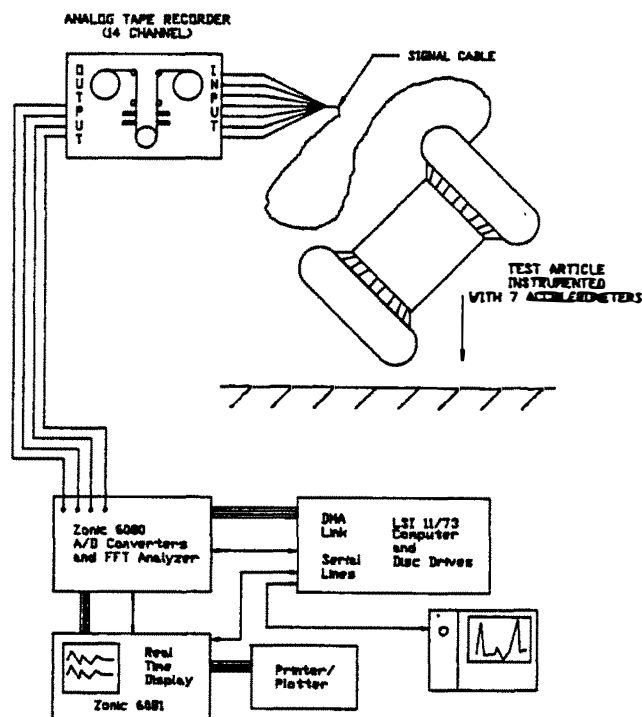 ANALOG TAPE RECORDER
(14 CHANNEL)
SIGNAL CABLE
OUTPUT
INPUT
TEST ARTICLE
INSTRUMENTED
WITH 7 ACCELEROMETERS
Zonic 6080
A/D Converters
and FFT Analyzer
DMA
Link
Serial
Lines
LSI 11/73
Computer
and
Disc Drives
Real
Time
Display
Zonic 6081
Printer/
Plotter